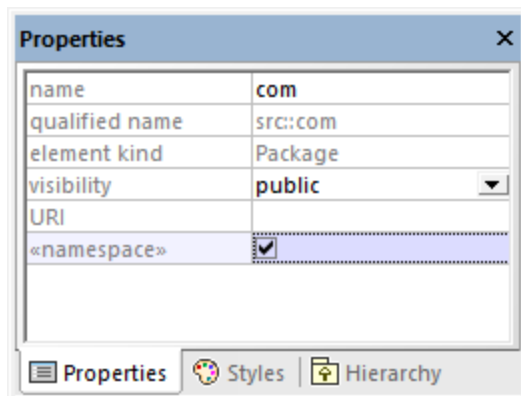 Properties
name com
qualified name src::com
element kind Package
visibility public
URI
«namespace»
Properties Styles Hierarchy